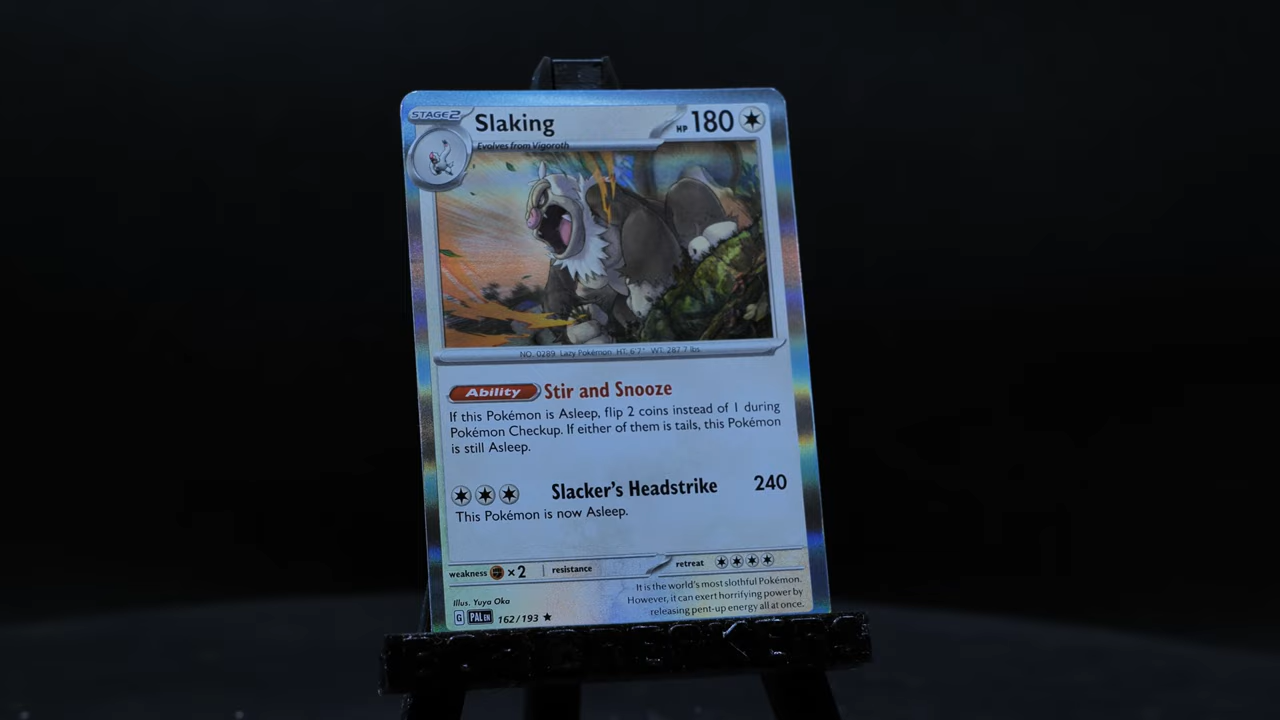 STAGE2 Slaking HP 180
Evolves from Vigoroth
NO. 0289 Lazy Pokémon HT: 6'7" WT: 287.7 lbs.
Ability Stir and Snooze
If this Pokémon is Asleep, flip 2 coins instead of 1 during
Pokémon Checkup. If either of them is tails, this Pokémon
is still Asleep.
Slacker's Headstrike 240
This Pokémon is now Asleep.
weakness ×2 resistance retreat
It is the world's most slothful Pokémon.
However, it can exert horrifying power by
releasing pent-up energy all at once.
Illus. Yuya Oka
G PAL EN 162/193 ★